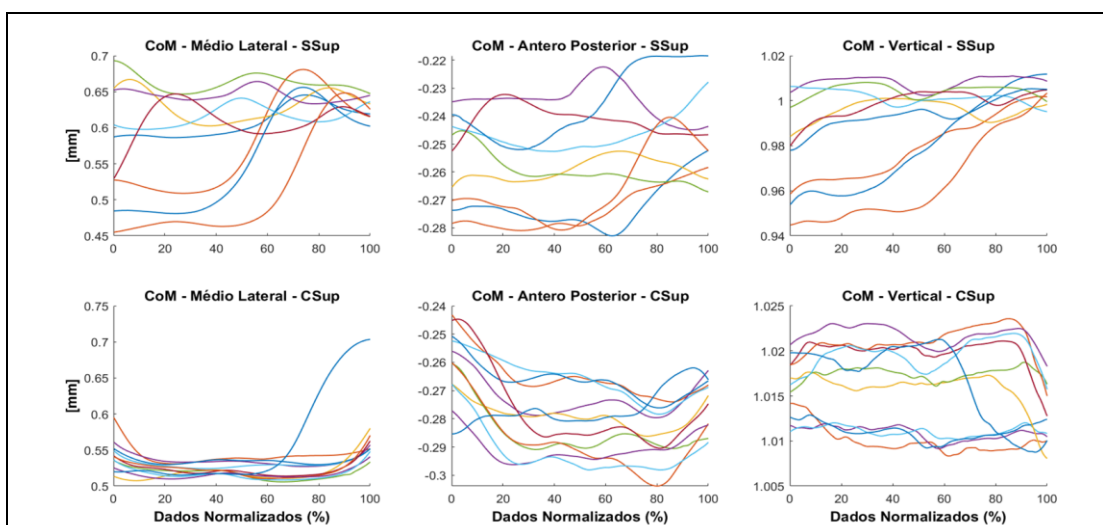 CoM - Médio Lateral - SSup
CoM - Antero Posterior - SSup
CoM - Vertical - SSup
[mm]
0.7
0.65
0.6
0.55
0.5
0.45
0 20 40 60 80 100
-0.22
-0.23
-0.24
-0.25
-0.26
-0.27
-0.28
0 20 40 60 80 100
1.02
1
0.98
0.96
0.94
0 20 40 60 80 100
CoM - Médio Lateral - CSup
CoM - Antero Posterior - CSup
CoM - Vertical - CSup
[mm]
0.75
0.7
0.65
0.6
0.55
0.5
0 20 40 60 80 100
Dados Normalizados (%)
-0.24
-0.25
-0.26
-0.27
-0.28
-0.29
-0.3
0 20 40 60 80 100
Dados Normalizados (%)
1.025
1.02
1.015
1.01
1.005
0 20 40 60 80 100
Dados Normalizados (%)